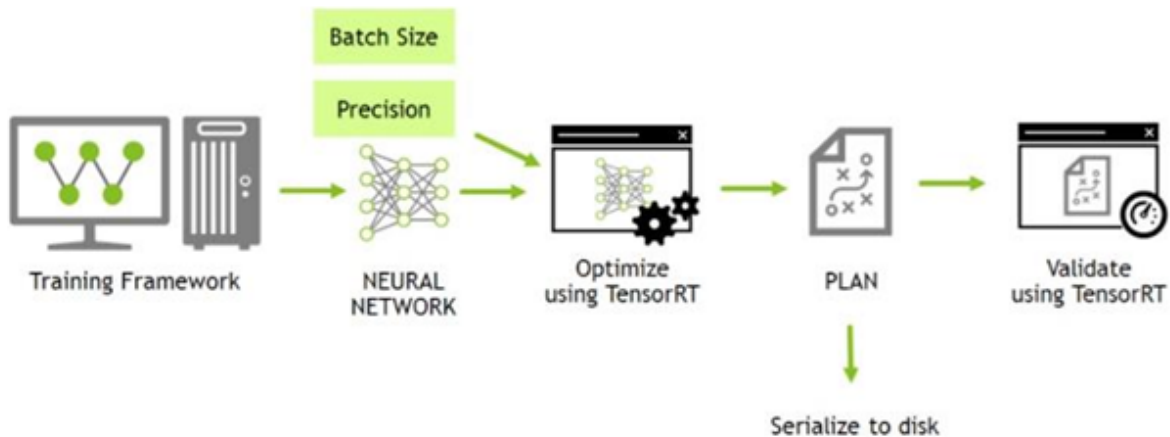 Batch Size
Precision
Training Framework
NEURAL
NETWORK
Optimize
using TensorRT
PLAN
Validate
using TensorRT
Serialize to disk